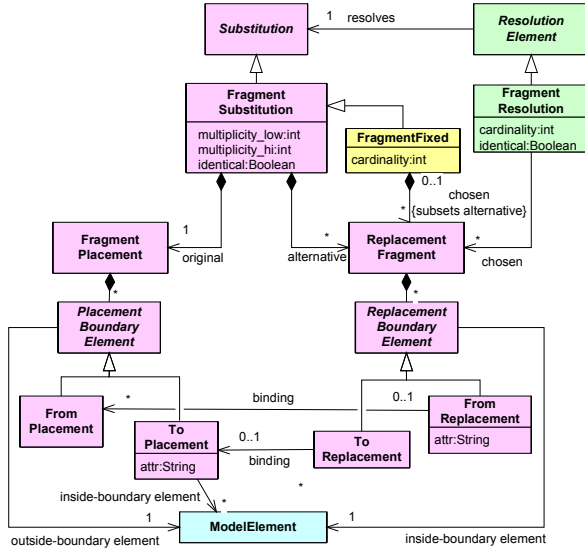 Substitution
1
resolves
Resolution
Element
Fragment
Substitution
multiplicity_low:int
multiplicity_hi:int
identical:Boolean
FragmentFixed
cardinality:int
Fragment
Resolution
cardinality:int
identical:Boolean
0..1
chosen
{subsets alternative}
*
1
original
*
alternative
*
chosen
Fragment
Placement
Replacement
Fragment
*
*
Placement
Boundary
Element
Replacement
Boundary
Element
From
Placement
*
binding
0..1
From
Replacement
attr:String
To
Placement
attr:String
0..1
binding
To
Replacement
inside-boundary element
*
*
1
ModelElement
1
outside-boundary element
inside-boundary element